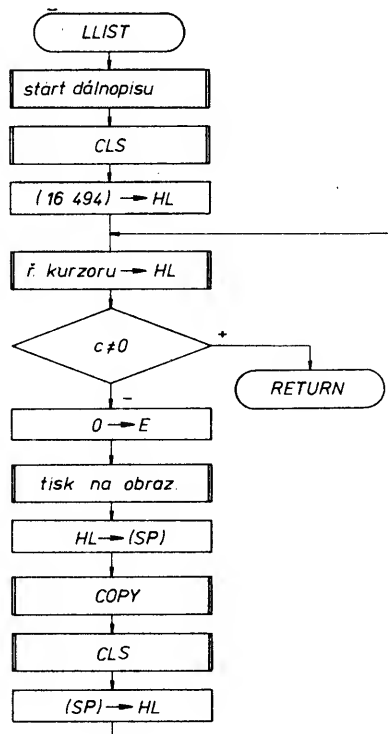 LLIST
start dálnopisu
CLS
(16 494) → HL
ř. kurzoru → HL
c ≠ 0
+
RETURN
−
0 → E
tisk na obraz.
HL → (SP)
COPY
CLS
(SP) → HL